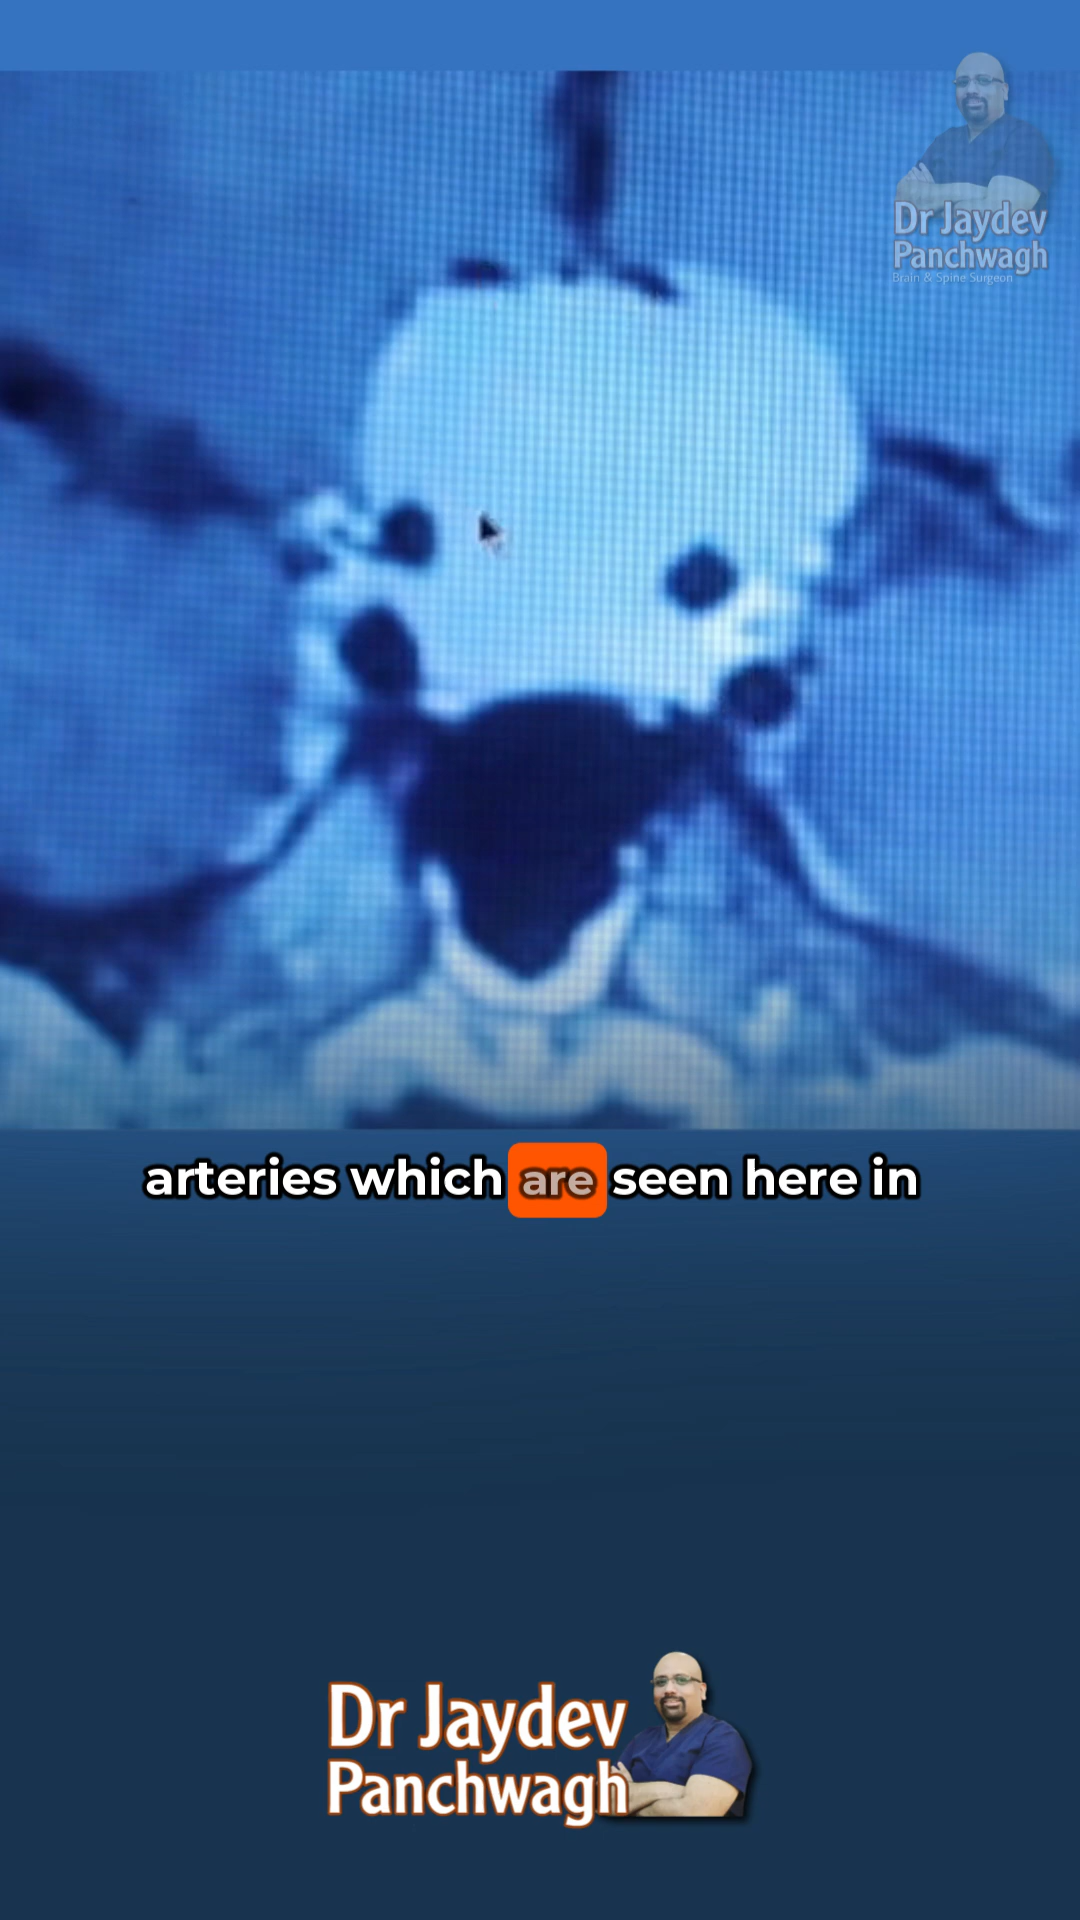 Dr Jaydev
Panchwagh
Brain & Spine Surgeon
arteries which are seen here in
Dr Jaydev
Panchwagh